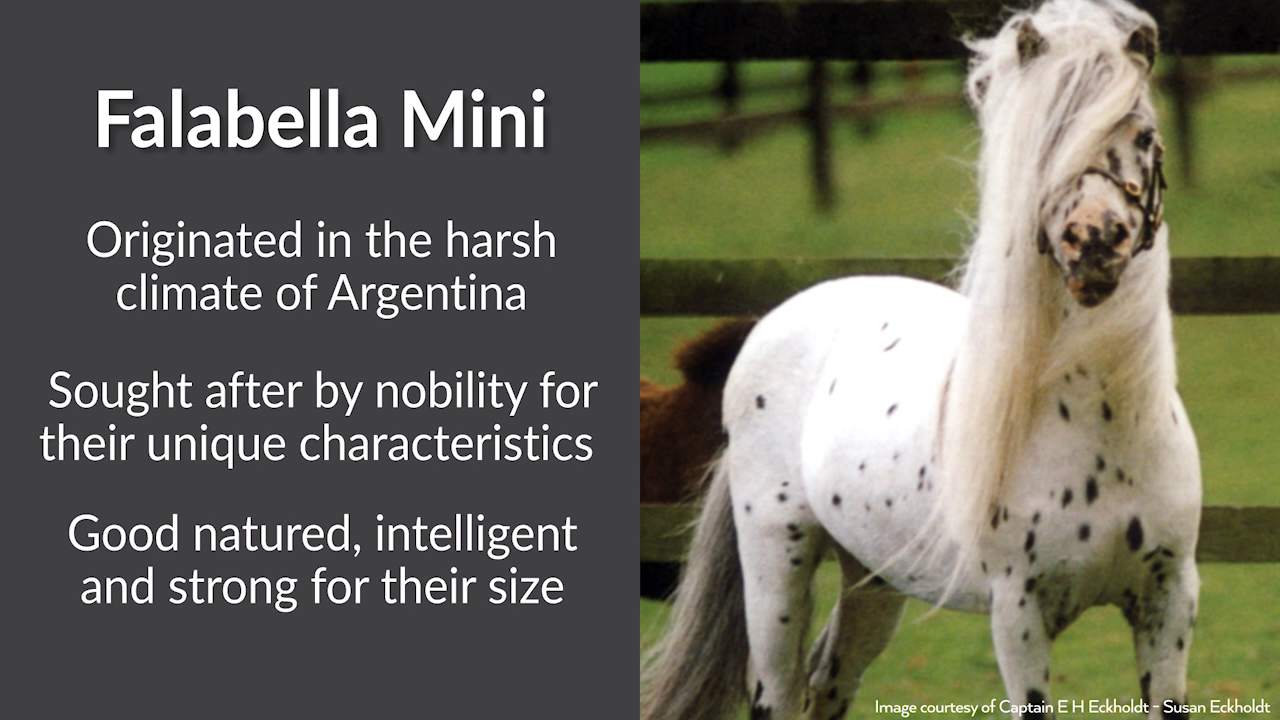 Falabella Mini
Originated in the harsh
climate of Argentina
Sought after by nobility for
their unique characteristics
Good natured, intelligent
and strong for their size
Image courtesy of Captain E H Eckholdt - Susan Eckholdt